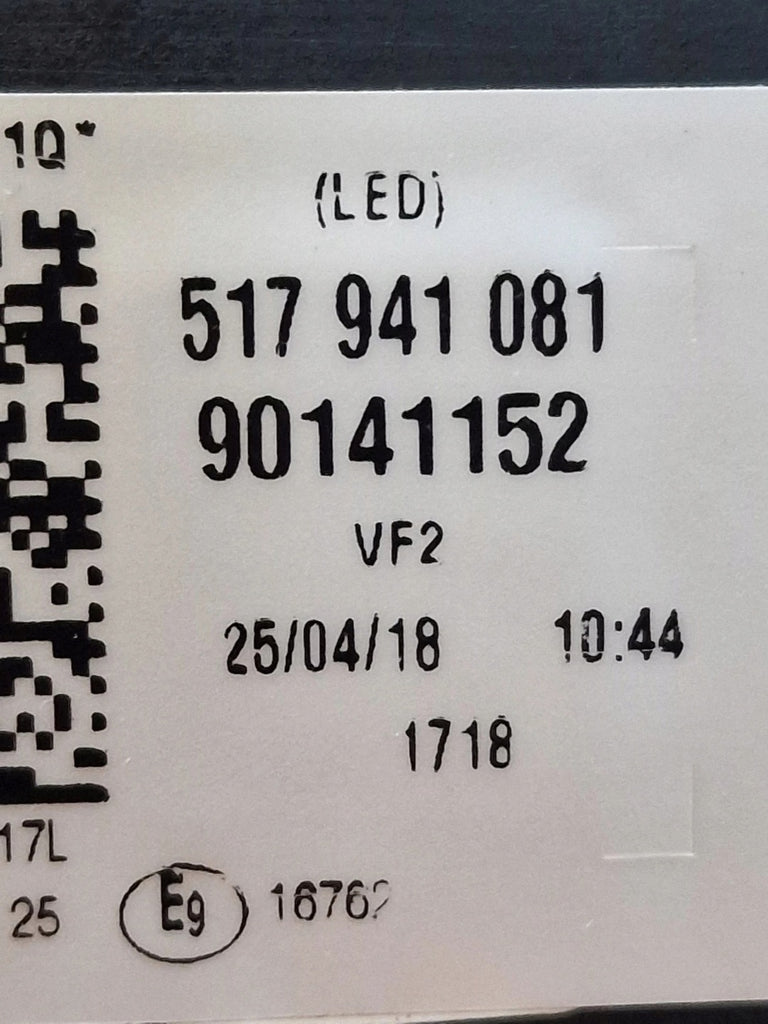 1Q*
(LED)
517 941 081
90141152
VF2
25/04/18 10:44
1718
17L
25 E9 16762